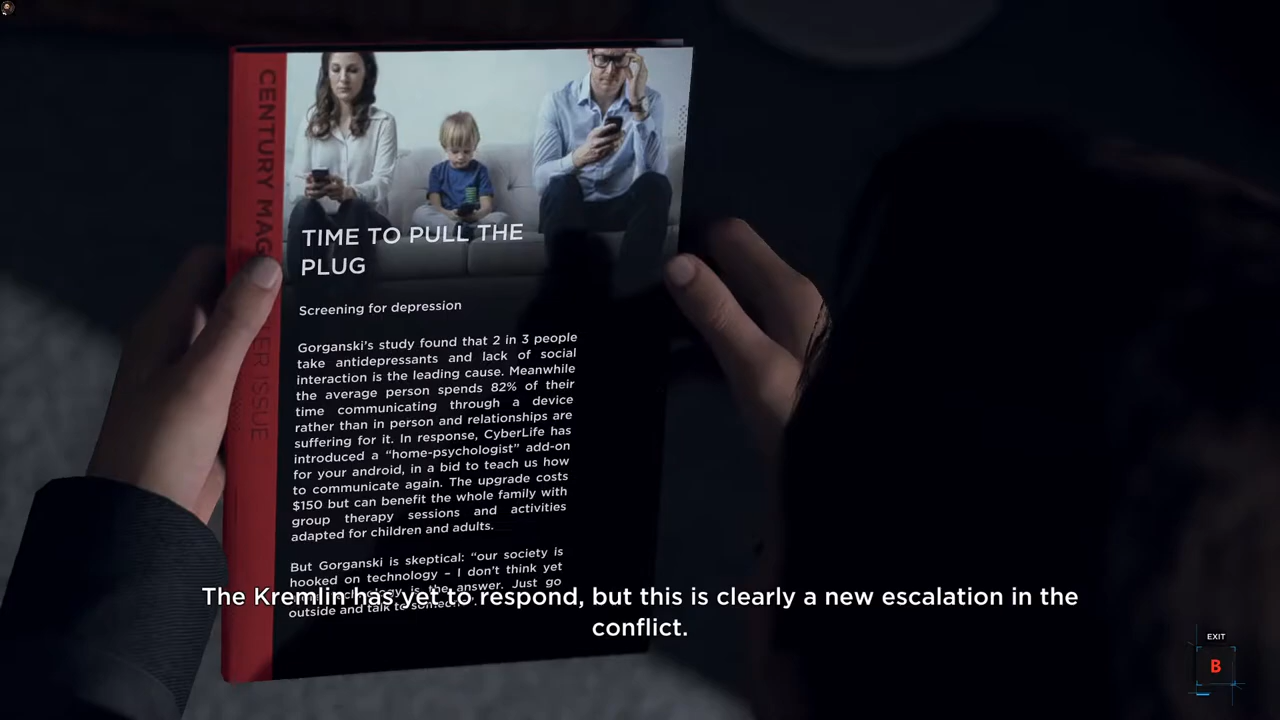 CENTURY MAG
ER ISSUE
TIME TO PULL THE
PLUG
Screening for depression
Gorganski's study found that 2 in 3 people
take antidepressants and lack of social
interaction is the leading cause. Meanwhile
the average person spends 82% of their
time communicating through a device
rather than in person and relationships are
suffering for it. In response, CyberLife has
introduced a “home-psychologist” add-on
for your android, in a bid to teach us how
to communicate again. The upgrade costs
$150 but can benefit the whole family with
group therapy sessions and activities
adapted for children and adults.
But Gorganski is skeptical: “our society is
hooked on technology – I don't think yet
is the answer. Just go
outside and talk to
The Kremlin has yet to respond, but this is clearly a new escalation in the
conflict.
EXIT
B